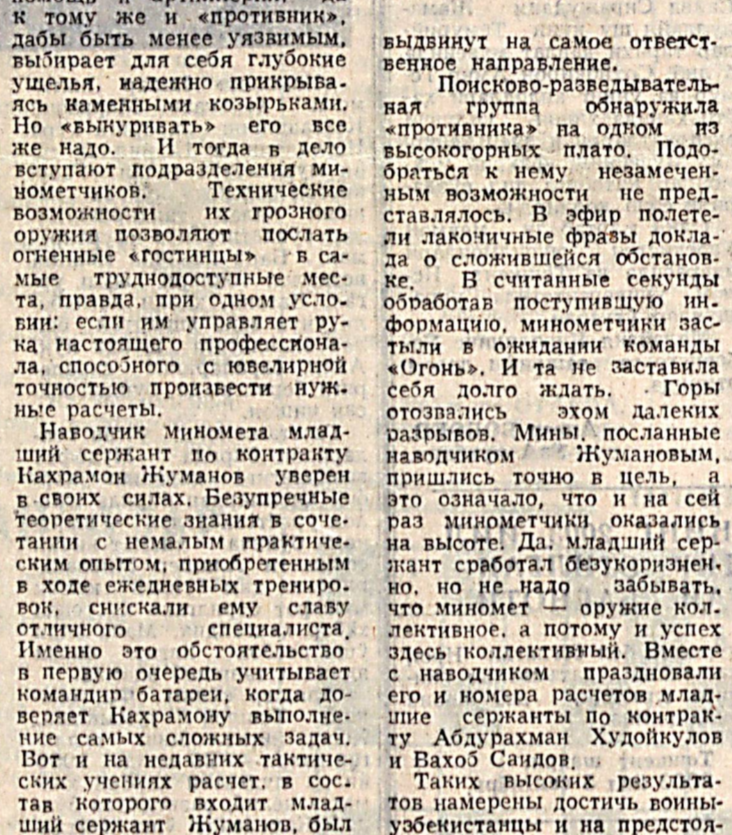 к тому же и «противник»,
дабы быть менее уязвимым,
выбирает для себя глубокие
ущелья, надежно прикрыва-
ясь каменными козырьками.
Но «выкуривать» его все
же надо. И тогда в дело
вступают подразделения ми-
нометчиков. Технические
возможности их грозного
оружия позволяют послать
огненные «гостинцы» в са-
мые труднодоступные мес-
та, правда, при одном усло-
вии: если им управляет ру-
ка настоящего профессиона-
ла, способного с ювелирной
точностью произвести нуж-
ные расчеты.
Наводчик миномета млад-
ший сержант по контракту
Кахрамон Жуманов уверен
в своих силах. Безупречные
теоретические знания в соче-
тании с немалым практиче-
ским опытом, приобретенным
в ходе ежедневных трениро-
вок, снискали ему славу
отличного специалиста.
Именно это обстоятельство
в первую очередь учитывает
командир батареи, когда до-
веряет Кахрамону выполне-
ние самых сложных задач.
Вот и на недавних тактиче-
ских учениях расчет, в сос-
тав которого входит млад-
ший сержант Жуманов, был
выдвинут на самое ответст-
венное направление.
Поисково-разведыватель-
ная группа обнаружила
«противника» на одном из
высокогорных плато. Подо-
браться к нему незамечен-
ным возможности не пред-
ставлялось. В эфир полете-
ли лаконичные фразы докла-
да о сложившейся обстанов-
ке. В считанные секунды
обработав поступившую ин-
формацию, минометчики зас-
тыли в ожидании команды
«Огонь». И та не заставила
себя долго ждать. Горы
отозвались эхом далеких
разрывов. Мины, посланные
наводчиком Жумановым,
пришлись точно в цель, а
это означало, что и на сей
раз минометчики оказались
на высоте. Да, младший сер-
жант сработал безукоризнен-
но, но не надо забывать,
что миномет — оружие кол-
лективное, а потому и успех
здесь коллективный. Вместе
с наводчиком праздновали
его и номера расчетов млад-
шие сержанты по контрак-
ту Абдурахман Худойкулов
и Вахоб Саидов.
Таких высоких результа-
тов намерены достичь воины-
узбекистанцы и на предстоя-